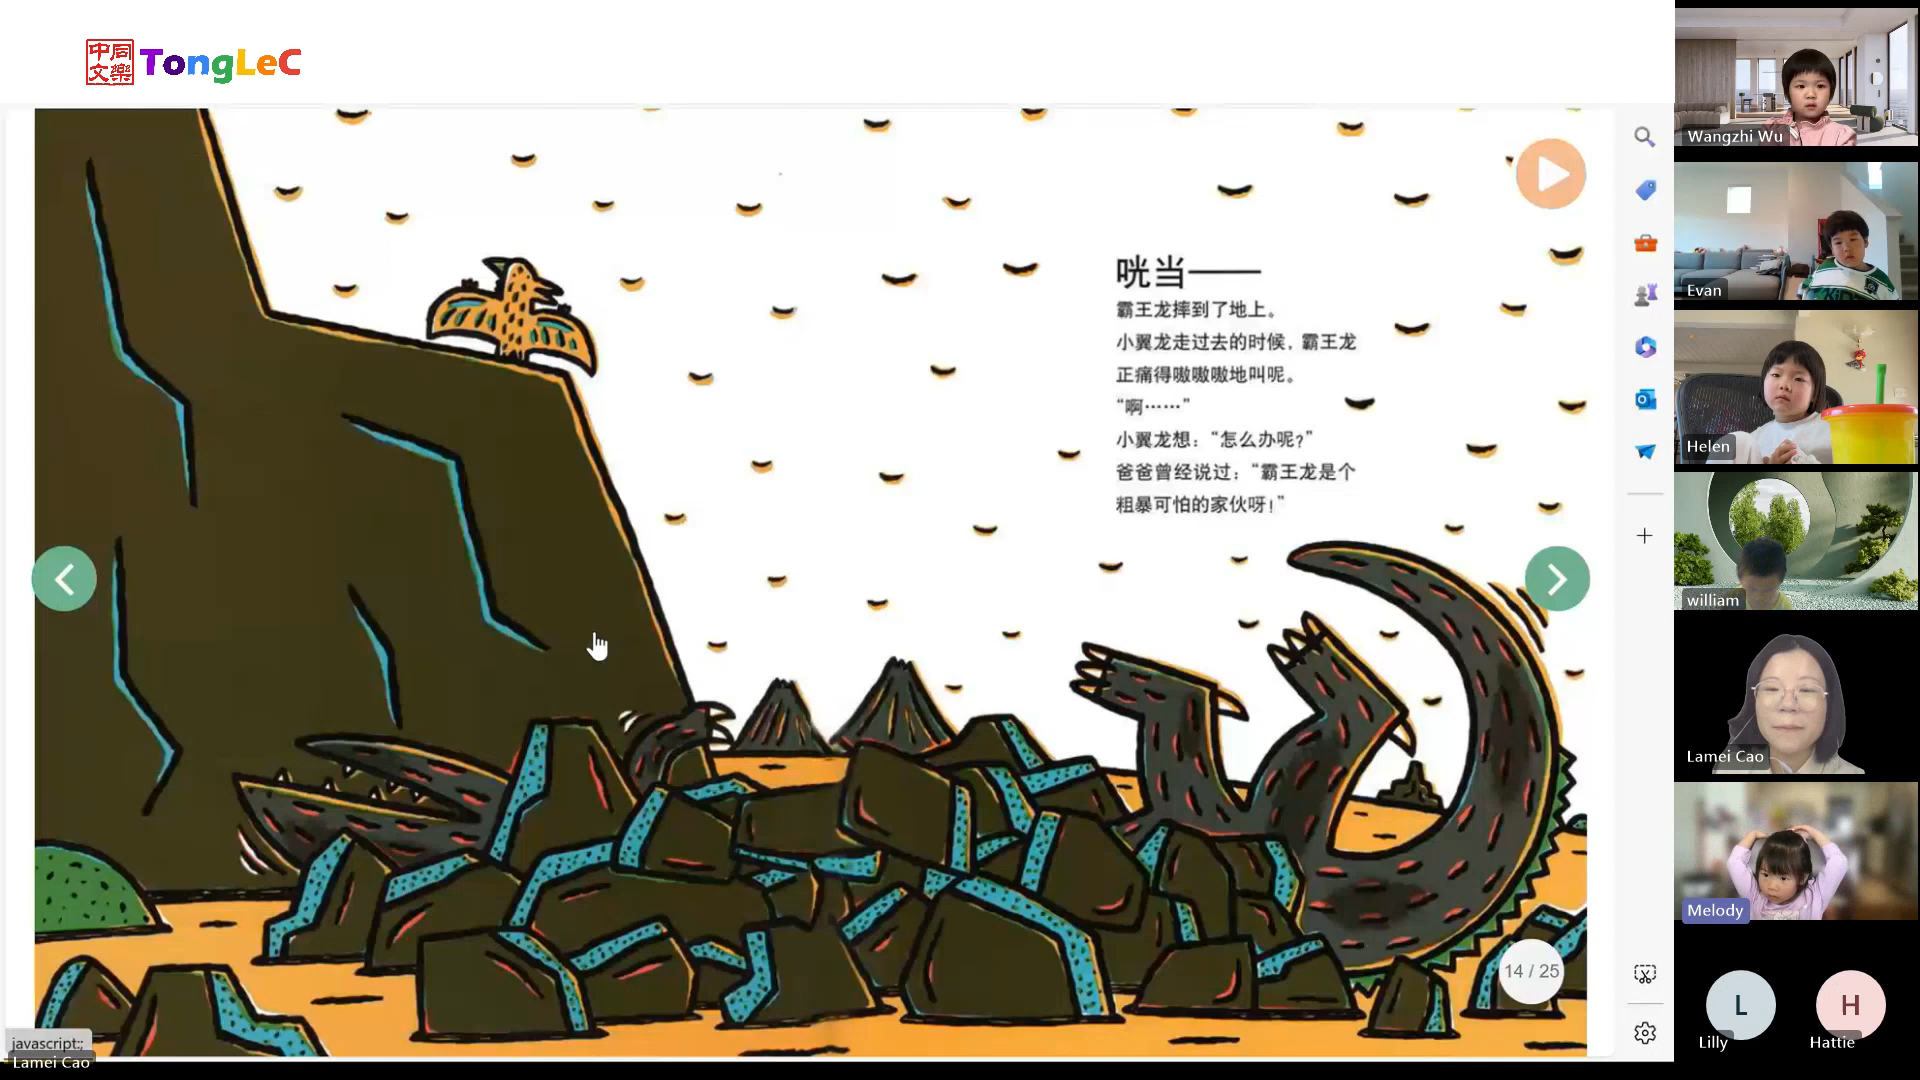 中同
文樂
TongLeC
咣当——
霸王龙摔到了地上。
小翼龙走过去的时候，霸王龙
正痛得嗷嗷嗷地叫呢。
“啊……”
小翼龙想：“怎么办呢？”
爸爸曾经说过：“霸王龙是个
粗暴可怕的家伙呀！”
14 / 25
javascript:;
Lamei Cao
Wangzhi Wu
Evan
Helen
william
Lamei Cao
Melody
L
Lilly
H
Hattie